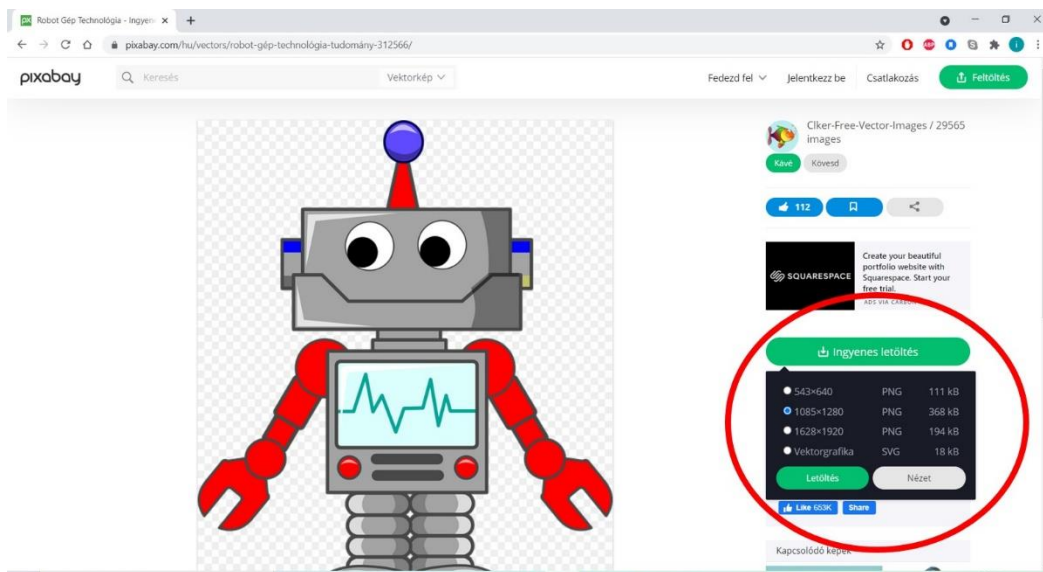 Robot Gép Technológia - Ingyen
pixabay.com/hu/vectors/robot-gép-technológia-tudomány-312566/
pixabay
Keresés
Vektorkép
Fedezd fel
Jelentkezz be
Csatlakozás
Feltöltés
Clker-Free-Vector-Images / 29565
images
Kávé
Kövesd
112
SQUARESPACE
Create your beautiful
portfolio website with
Squarespace. Start your
free trial.
ADS VIA
Ingyenes letöltés
543×640 PNG 111 kB
1085×1280 PNG 368 kB
1628×1920 PNG 194 kB
Vektorgrafika SVG 18 kB
Letöltés
Nézet
Like 653K
Share
Kapcsolódó képek